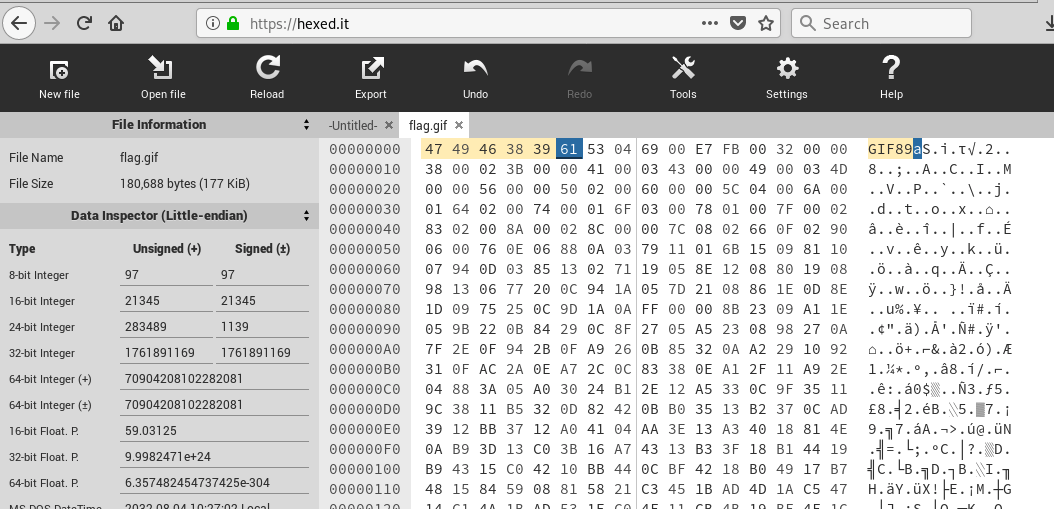 https://hexed.it
Search
New file
Open file
Reload
Export
Undo
Redo
Tools
Settings
Help
File Information
File Name flag.gif
File Size 180,688 bytes (177 KiB)
Data Inspector (Little-endian)
Type Unsigned (+) Signed (±)
8-bit Integer 97 97
16-bit Integer 21345 21345
24-bit Integer 283489 1139
32-bit Integer 1761891169 1761891169
64-bit Integer (+) 70904208102282081
64-bit Integer (±) 70904208102282081
16-bit Float. P. 59.03125
32-bit Float. P. 9.9982471e+24
64-bit Float. P. 6.357482454737425e-304
-Untitled- flag.gif
00000000 47 49 46 38 39 61 53 04 69 00 E7 FB 00 32 00 00 GIF89aS.i.τ√.2..
00000010 38 00 02 3B 00 00 41 00 03 43 00 00 49 00 03 4D 8..;..A..C..I..M
00000020 00 00 56 00 00 50 02 00 60 00 00 5C 04 00 6A 00 ..V..P..`..\..j.
00000030 01 64 02 00 74 00 01 6F 03 00 78 01 00 7F 00 02 .d..t..o..x..⌂..
00000040 83 02 00 8A 00 02 8C 00 00 7C 08 02 66 0F 02 90 â..è..î..|..f..É
00000050 06 00 76 0E 06 88 0A 03 79 11 01 6B 15 09 81 10 ..v..ê..y..k..ü.
00000060 07 94 0D 03 85 13 02 71 19 05 8E 12 08 80 19 08 .ö..à..q..Ä..Ç..
00000070 98 13 06 77 20 0C 94 1A 05 7D 21 08 86 1E 0D 8E ÿ..w .ö..}!.å..Ä
00000080 1D 09 75 25 0C 9D 1A 0A FF 00 00 8B 23 09 A1 1E ..u%.¥.. ..ï#.í.
00000090 05 9B 22 0B 84 29 0C 8F 27 05 A5 23 08 98 27 0A .¢".ä).Å'.Ñ#.ÿ'.
000000A0 7F 2E 0F 94 2B 0F A9 26 0B 85 32 0A A2 29 10 92 ⌂..ö+.⌐&.à2.ó).Æ
000000B0 31 0F AC 2A 0E A7 2C 0C 83 38 0E A1 2F 11 A9 2E 1.¼*.º,.â8.í/.⌐.
000000C0 04 88 3A 05 A0 30 24 B1 2E 12 A5 33 0C 9F 35 11 .ê:.á0$▒..Ñ3.ƒ5.
000000D0 9C 38 11 B5 32 0D 82 42 0B B0 35 13 B2 37 0C AD £8.╡2.éB.░5.▓7.¡
000000E0 39 12 BB 37 12 A0 41 04 AA 3E 13 A3 40 18 81 4E 9.╗7.áA.¬>.ú@.üN
000000F0 0A B9 3D 13 C0 3B 16 A7 43 13 B3 3F 18 B1 44 19 .╣=.└;.ºC.│?.▒D.
00000100 B9 43 15 C0 42 10 BB 44 0C BF 42 18 B0 49 17 B7 ╣C.└B.╗D.┐B.░I.╖
00000110 48 15 84 59 08 81 58 21 C3 45 1B AD 4D 1A C5 47 H.äY.üX!├E.¡M.┼G